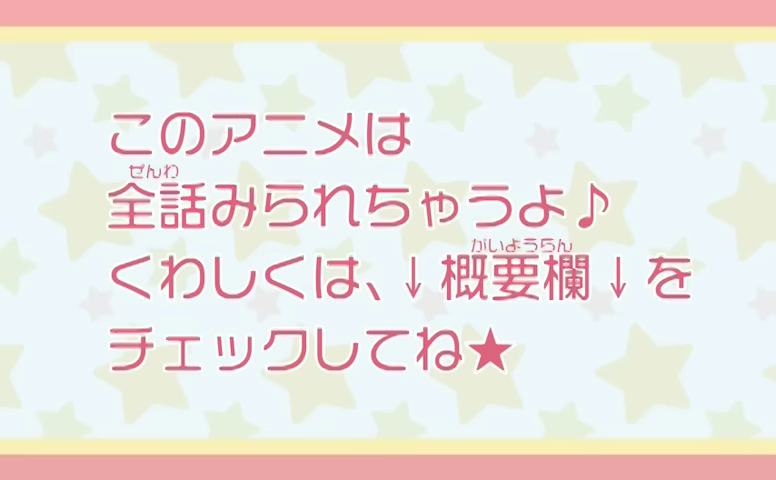 このアニメは
ぜんわ
全話みられちゃうよ♪
がいようらん
くわしくは、↓概要欄↓を
チェックしてね★